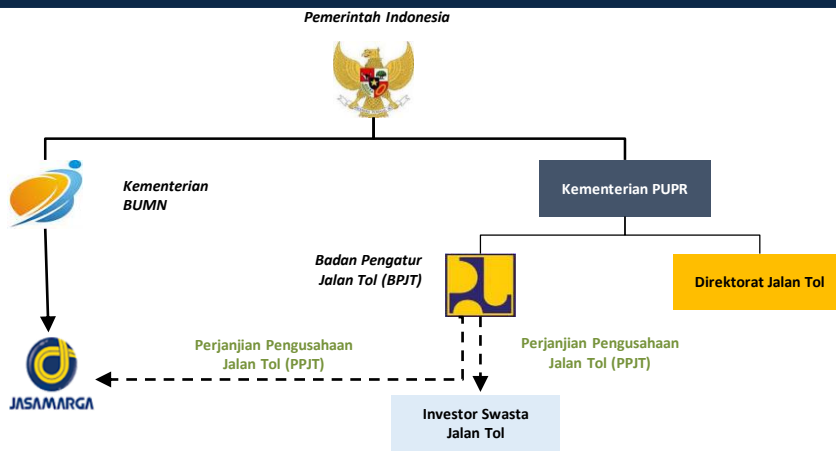 Pemerintah Indonesia
Kementerian
BUMN
Kementerian PUPR
Badan Pengatur
Jalan Tol (BPJT)
Direktorat Jalan Tol
Perjanjian Pengusahaan
Jalan Tol (PPJT)
Perjanjian Pengusahaan
Jalan Tol (PPJT)
JASAMARGA
Investor Swasta
Jalan Tol